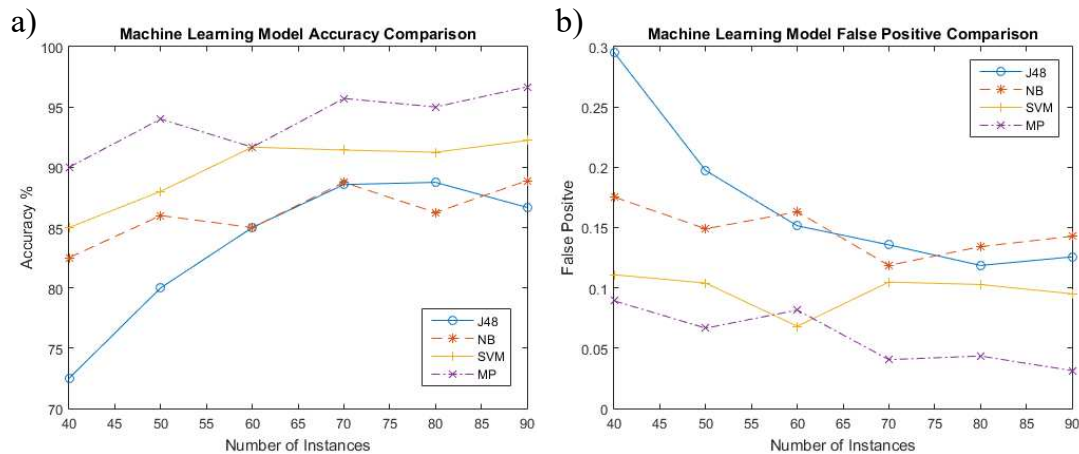 a)
Machine Learning Model Accuracy Comparison
100
95
90
85
80
75
70
Accuracy %
40 45 50 55 60 65 70 75 80 85 90
Number of Instances
J48
NB
SVM
MP
b)
Machine Learning Model False Positive Comparison
0.3
0.25
0.2
0.15
0.1
0.05
0
False Positve
40 45 50 55 60 65 70 75 80 85 90
Number of Instances
J48
NB
SVM
MP